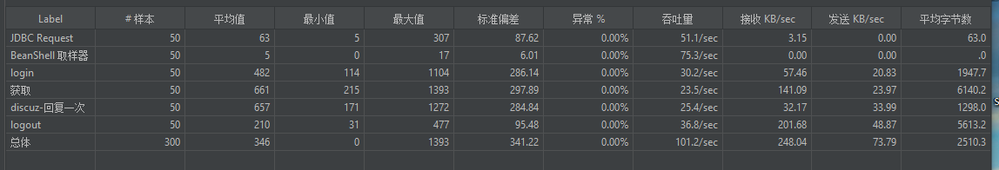 Label # 样本 平均值 最小值 最大值 标准偏差 异常 % 吞吐量 接收 KB/sec 发送 KB/sec 平均字节数
JDBC Request 50 63 5 307 87.62 0.00% 51.1/sec 3.15 0.00 63.0
BeanShell 取样器 50 5 0 17 6.01 0.00% 75.3/sec 0.00 0.00 .0
login 50 482 114 1104 286.14 0.00% 30.2/sec 57.46 20.83 1947.7
获取 50 661 215 1393 297.89 0.00% 23.5/sec 141.09 23.97 6140.2
discuz-回复一次 50 657 171 1272 284.84 0.00% 25.4/sec 32.17 33.99 1298.0
logout 50 210 31 477 95.48 0.00% 36.8/sec 201.68 48.87 5613.2
总体 300 346 0 1393 341.22 0.00% 101.2/sec 248.04 73.79 2510.3